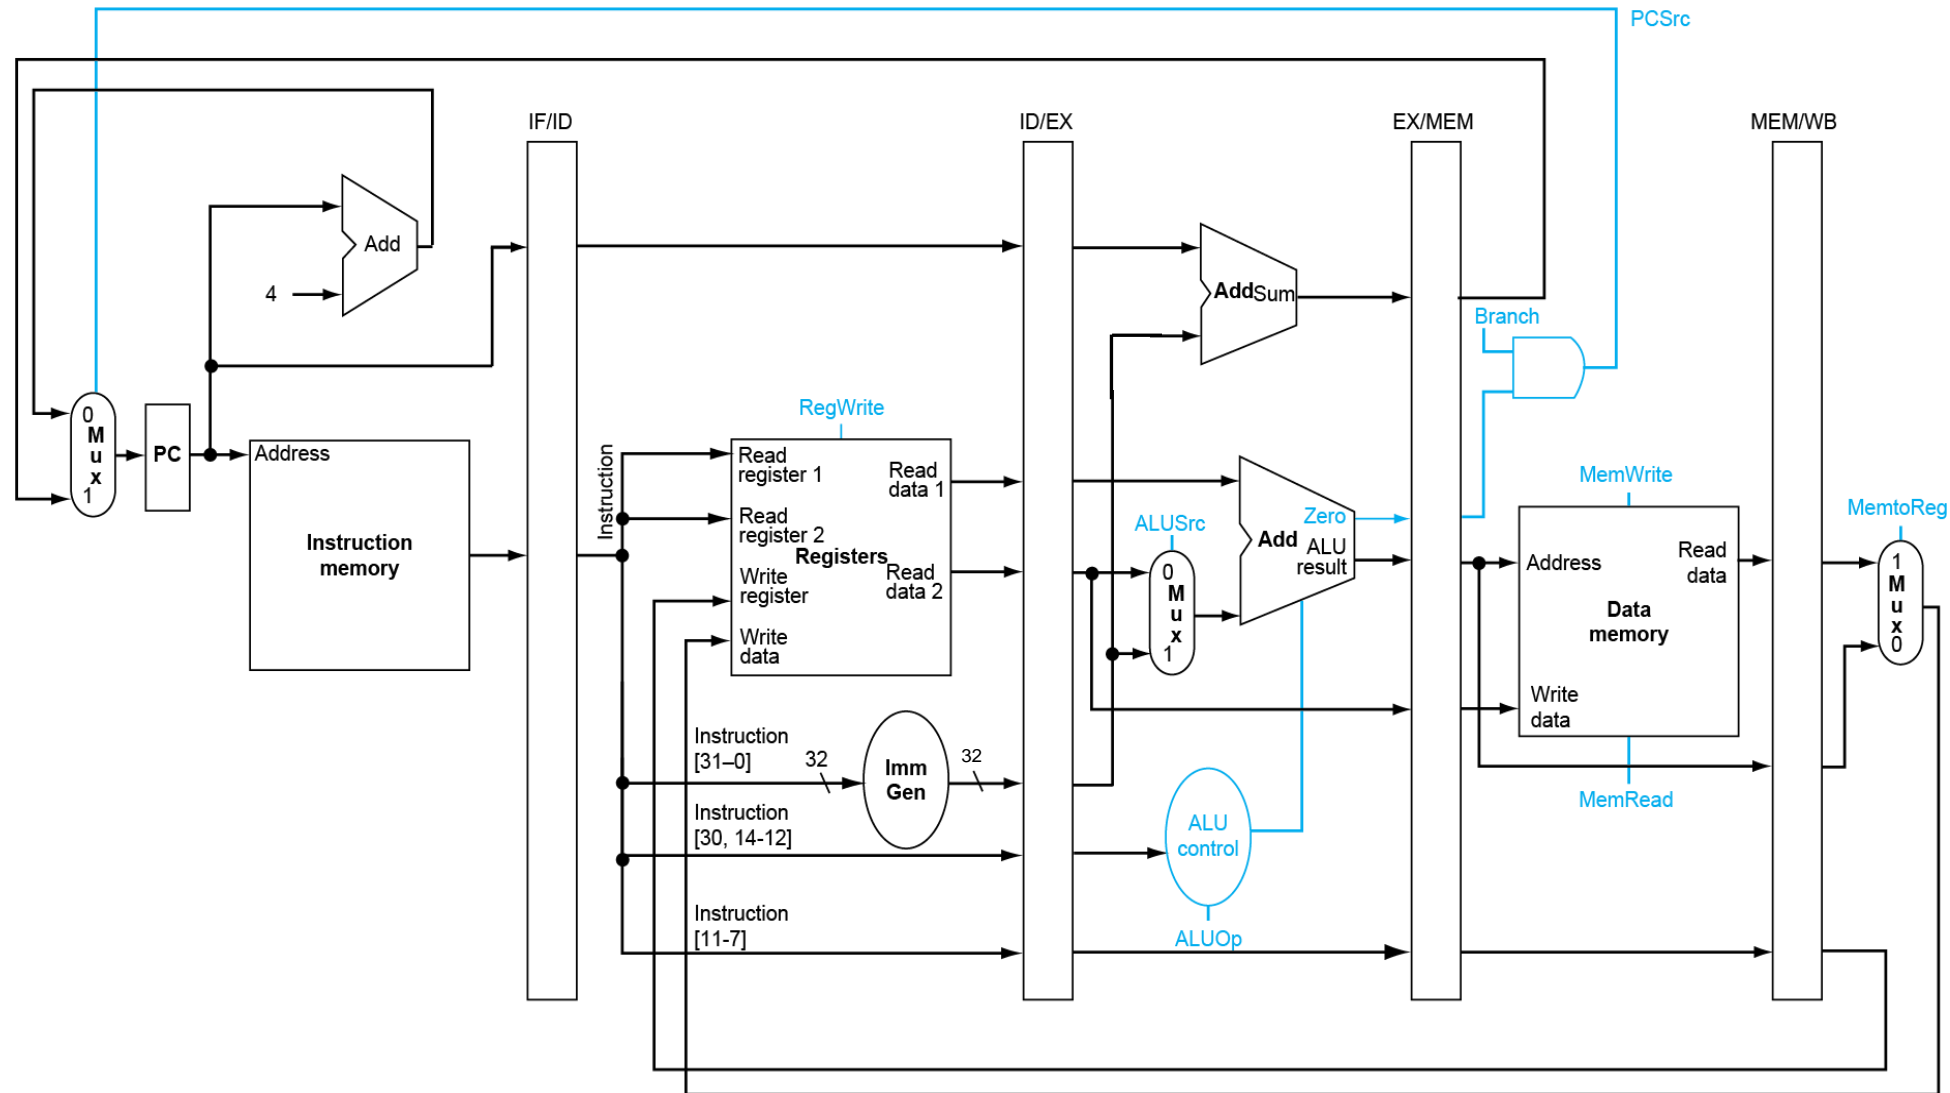 PCSrc
IF/ID
ID/EX
EX/MEM
MEM/WB
Add
4
Add Sum
Branch
RegWrite
0
M
u
x
1
PC
Address
Instruction
memory
Instruction
Read
register 1
Read
register 2
Write
register
Write
data
Registers
Read
data 1
Read
data 2
ALUSrc
0
M
u
x
1
Zero
Add
ALU
result
MemWrite
Address
Read
data
Data
memory
Write
data
MemRead
MemtoReg
1
M
u
x
0
Instruction
[31–0]
32
Imm
Gen
32
Instruction
[30, 14-12]
ALU
control
ALUOp
Instruction
[11-7]